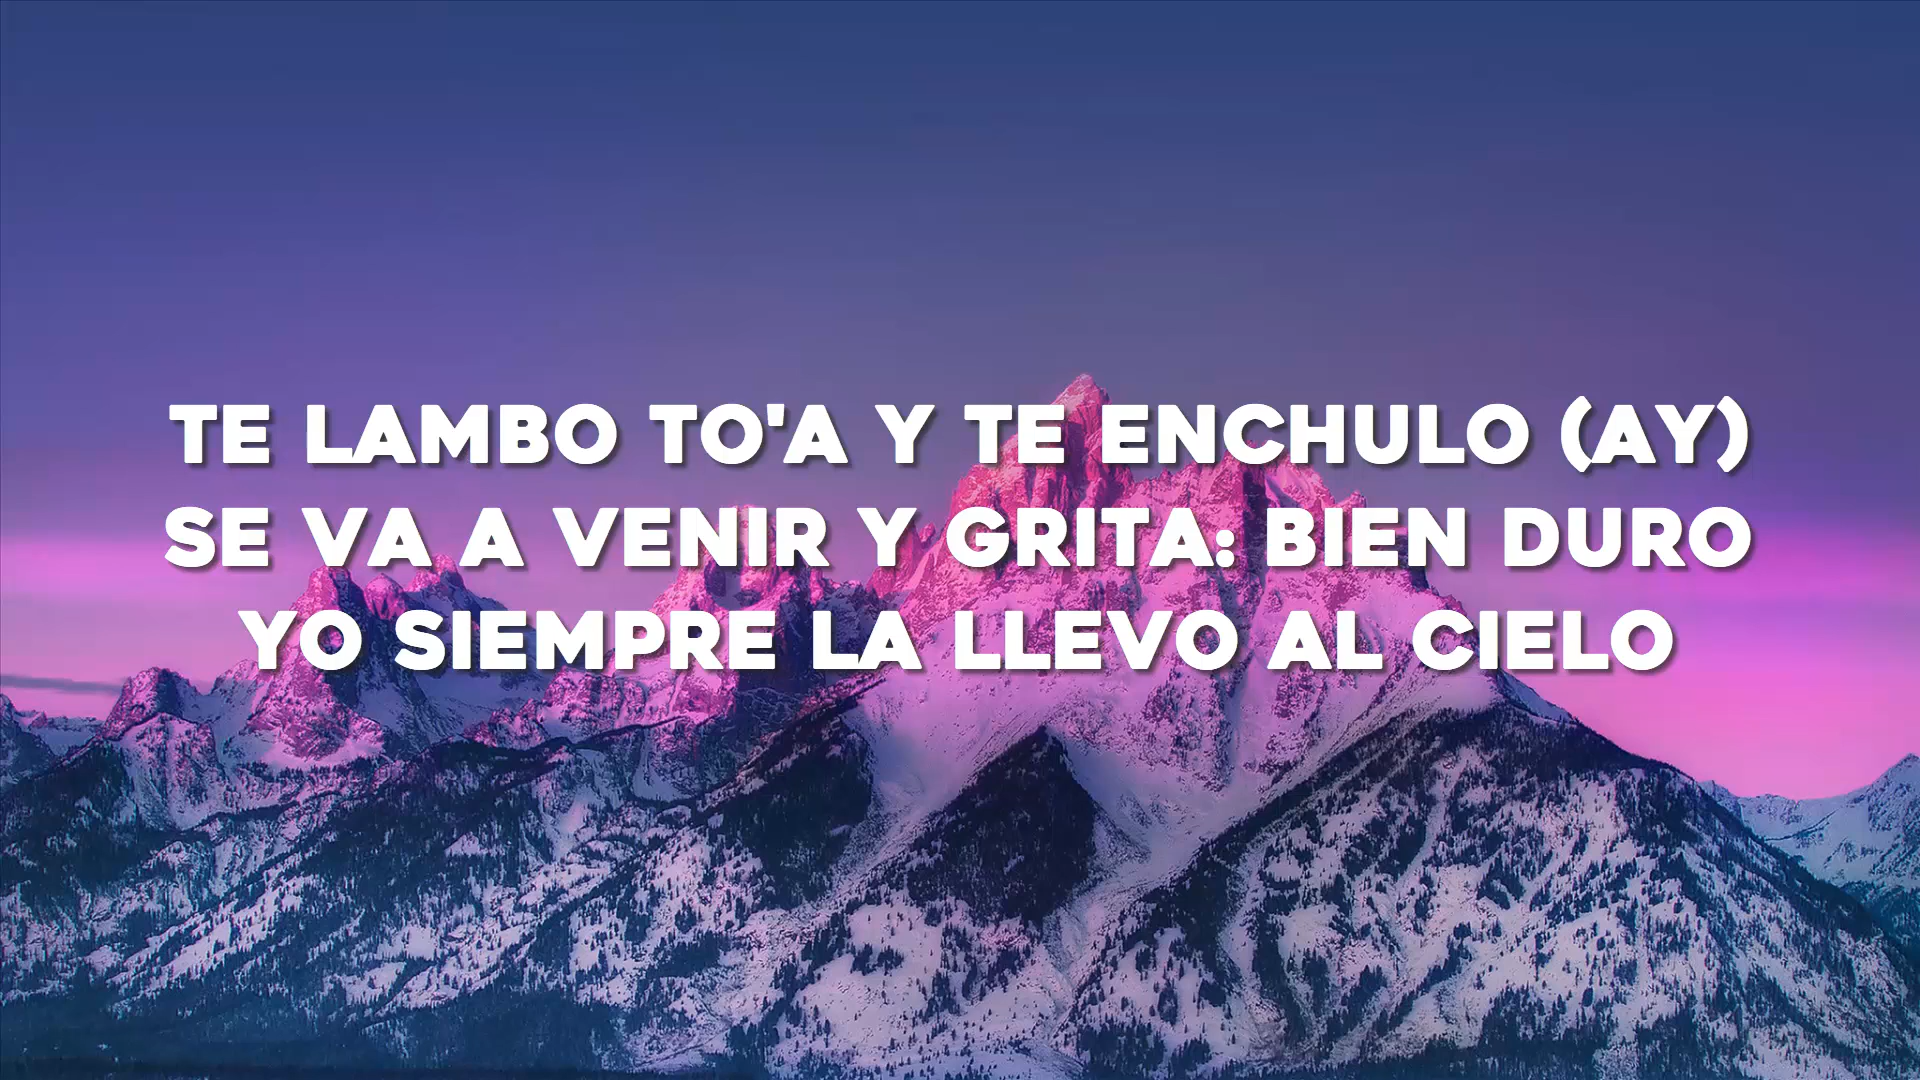 TE LAMBO TO'A Y TE ENCHULO (AY)
SE VA A VENIR Y GRITA: BIEN DURO
YO SIEMPRE LA LLEVO AL CIELO